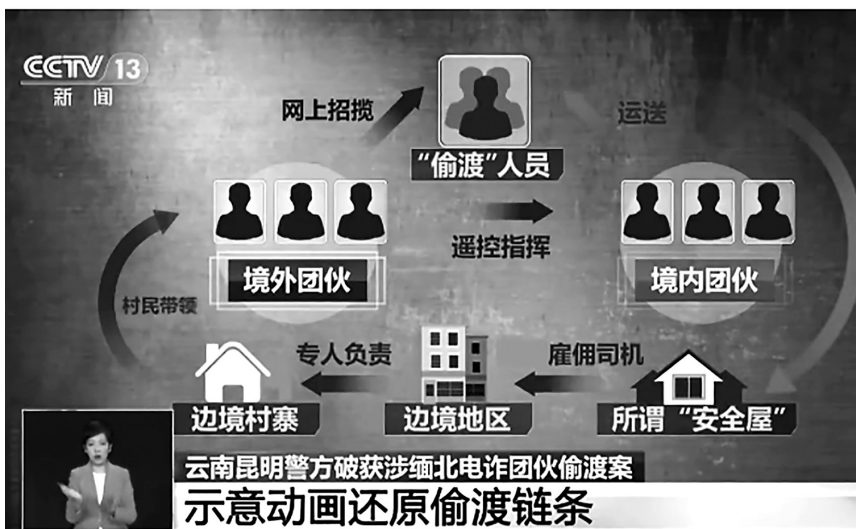 CCTV 13
新闻
网上招揽
运送
“偷渡”人员
遥控指挥
境外团伙
境内团伙
村民带领
专人负责
雇佣司机
边境村寨
边境地区
所谓“安全屋”
云南昆明警方破获涉缅北电诈团伙偷渡案
示意动画还原偷渡链条